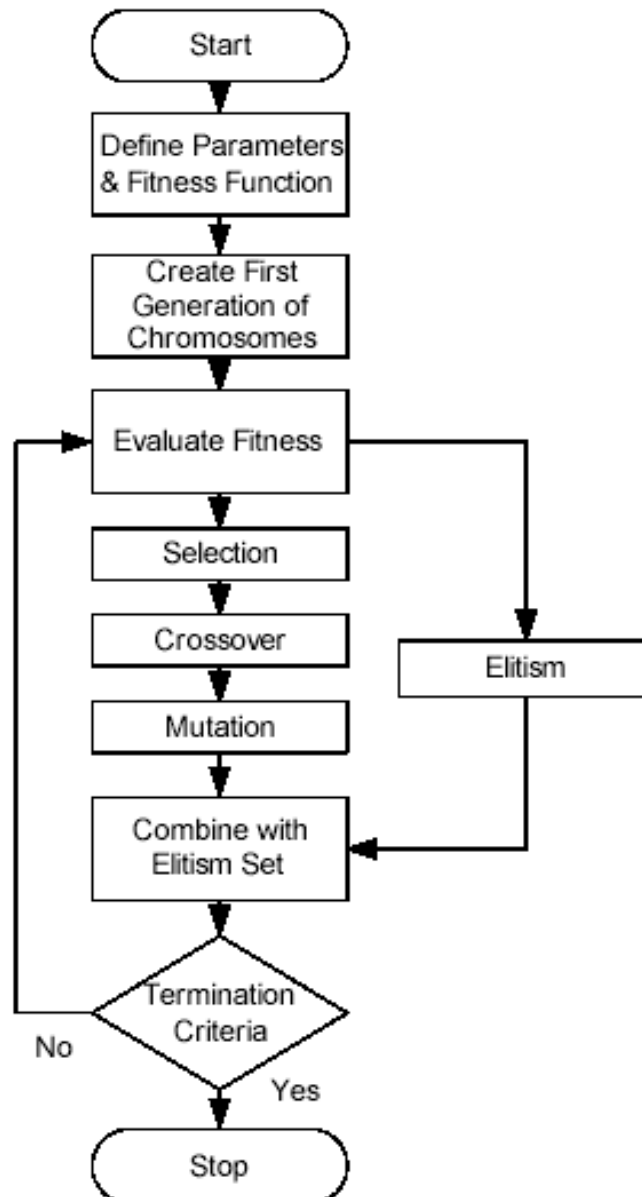 Start
Define Parameters
& Fitness Function
Create First
Generation of
Chromosomes
Evaluate Fitness
Selection
Crossover
Elitism
Mutation
Combine with
Elitism Set
Termination
Criteria
No
Yes
Stop